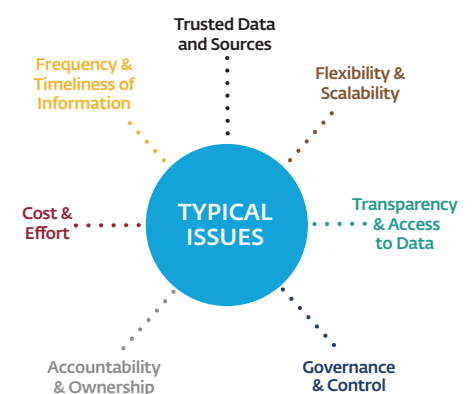 Trusted Data
and Sources
Frequency &
Timeliness of
Information
Flexibility &
Scalability
Cost &
Effort
TYPICAL
ISSUES
Transparency
& Access
to Data
Accountability
& Ownership
Governance
& Control